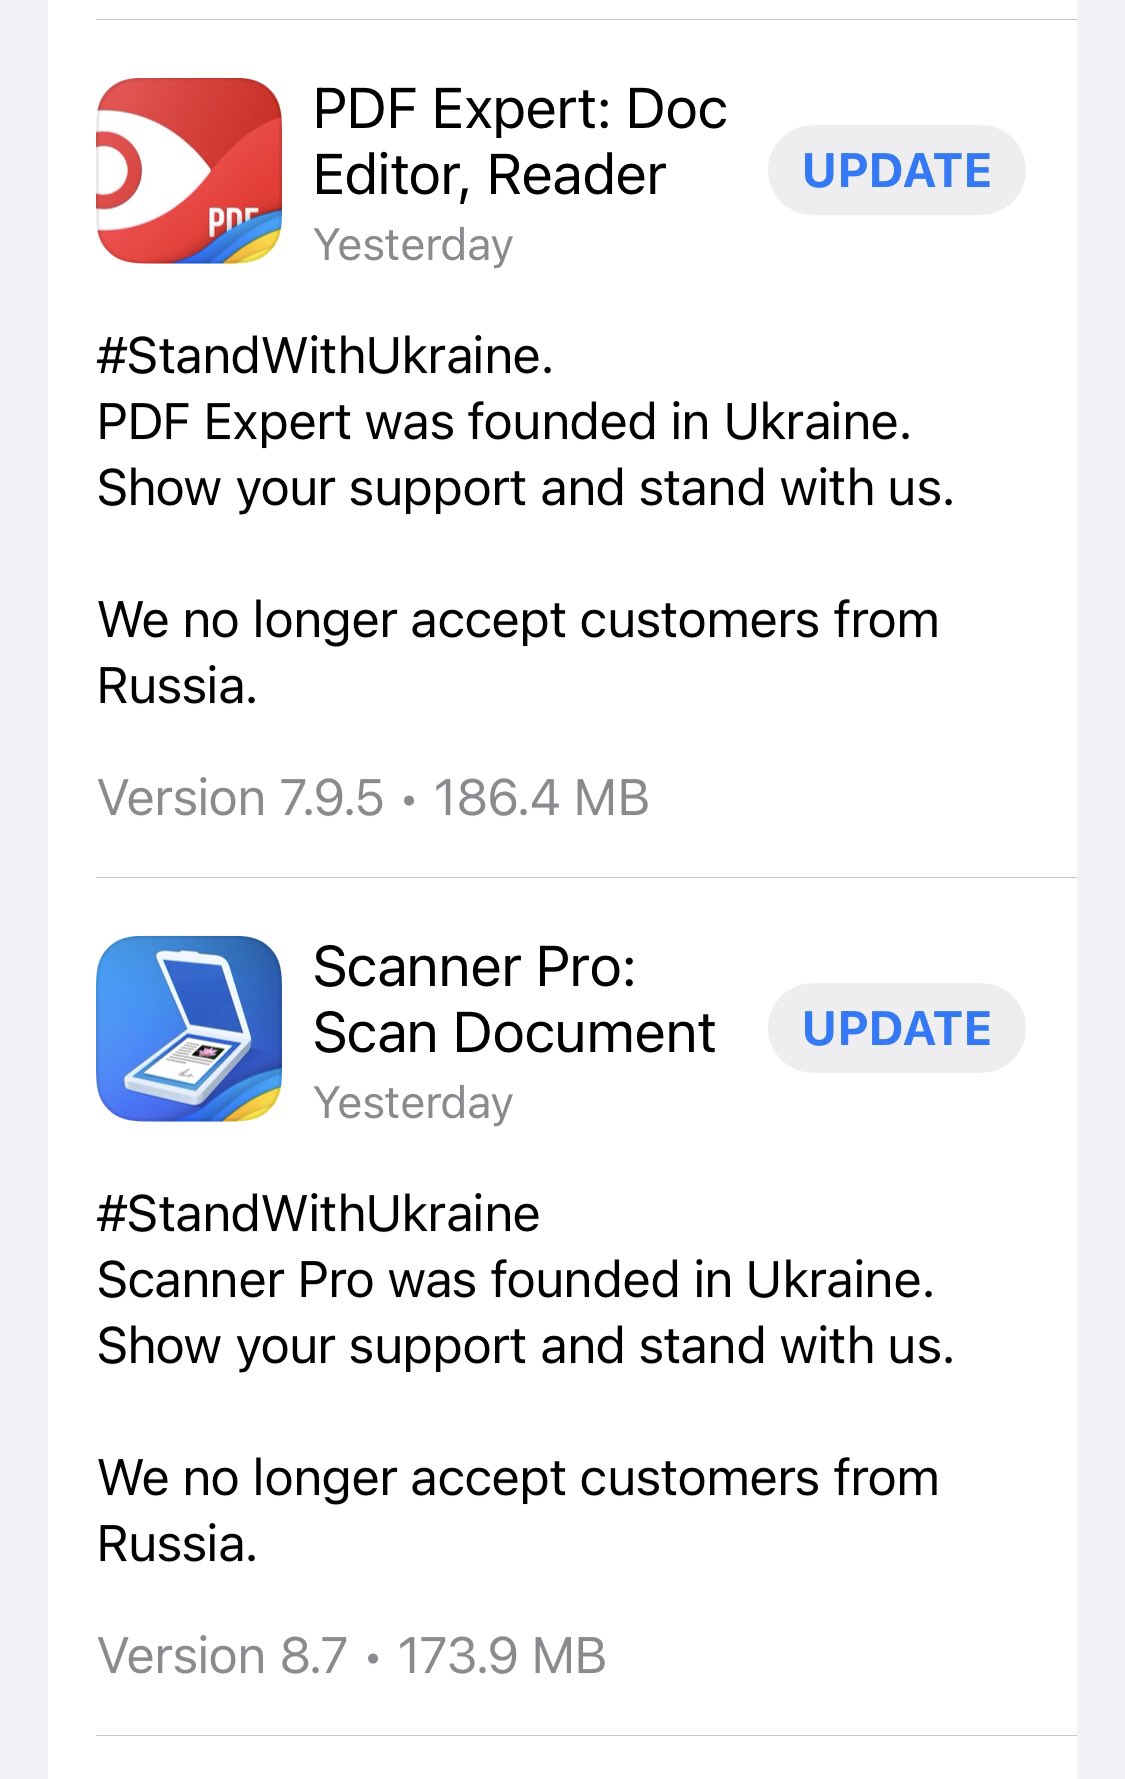 PDF Expert: Doc
Editor, Reader
UPDATE
Yesterday
PDF
#StandWithUkraine.
PDF Expert was founded in Ukraine.
Show your support and stand with us.
We no longer accept customers from
Russia.
Version 7.9.5 • 186.4 MB
Scanner Pro:
Scan Document
UPDATE
Yesterday
#StandWithUkraine
Scanner Pro was founded in Ukraine.
Show your support and stand with us.
We no longer accept customers from
Russia.
Version 8.7 • 173.9 MB